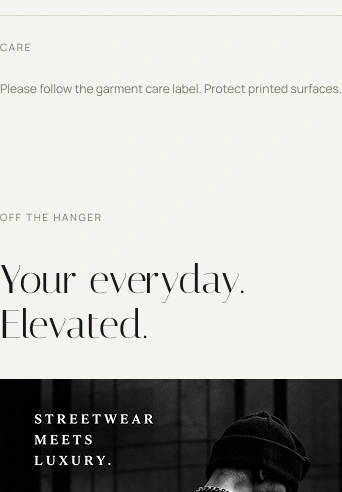 CARE
Please follow the garment care label. Protect printed surfaces.
OFF THE HANGER
Your everyday.
Elevated.
STREETWEAR
MEETS
LUXURY.